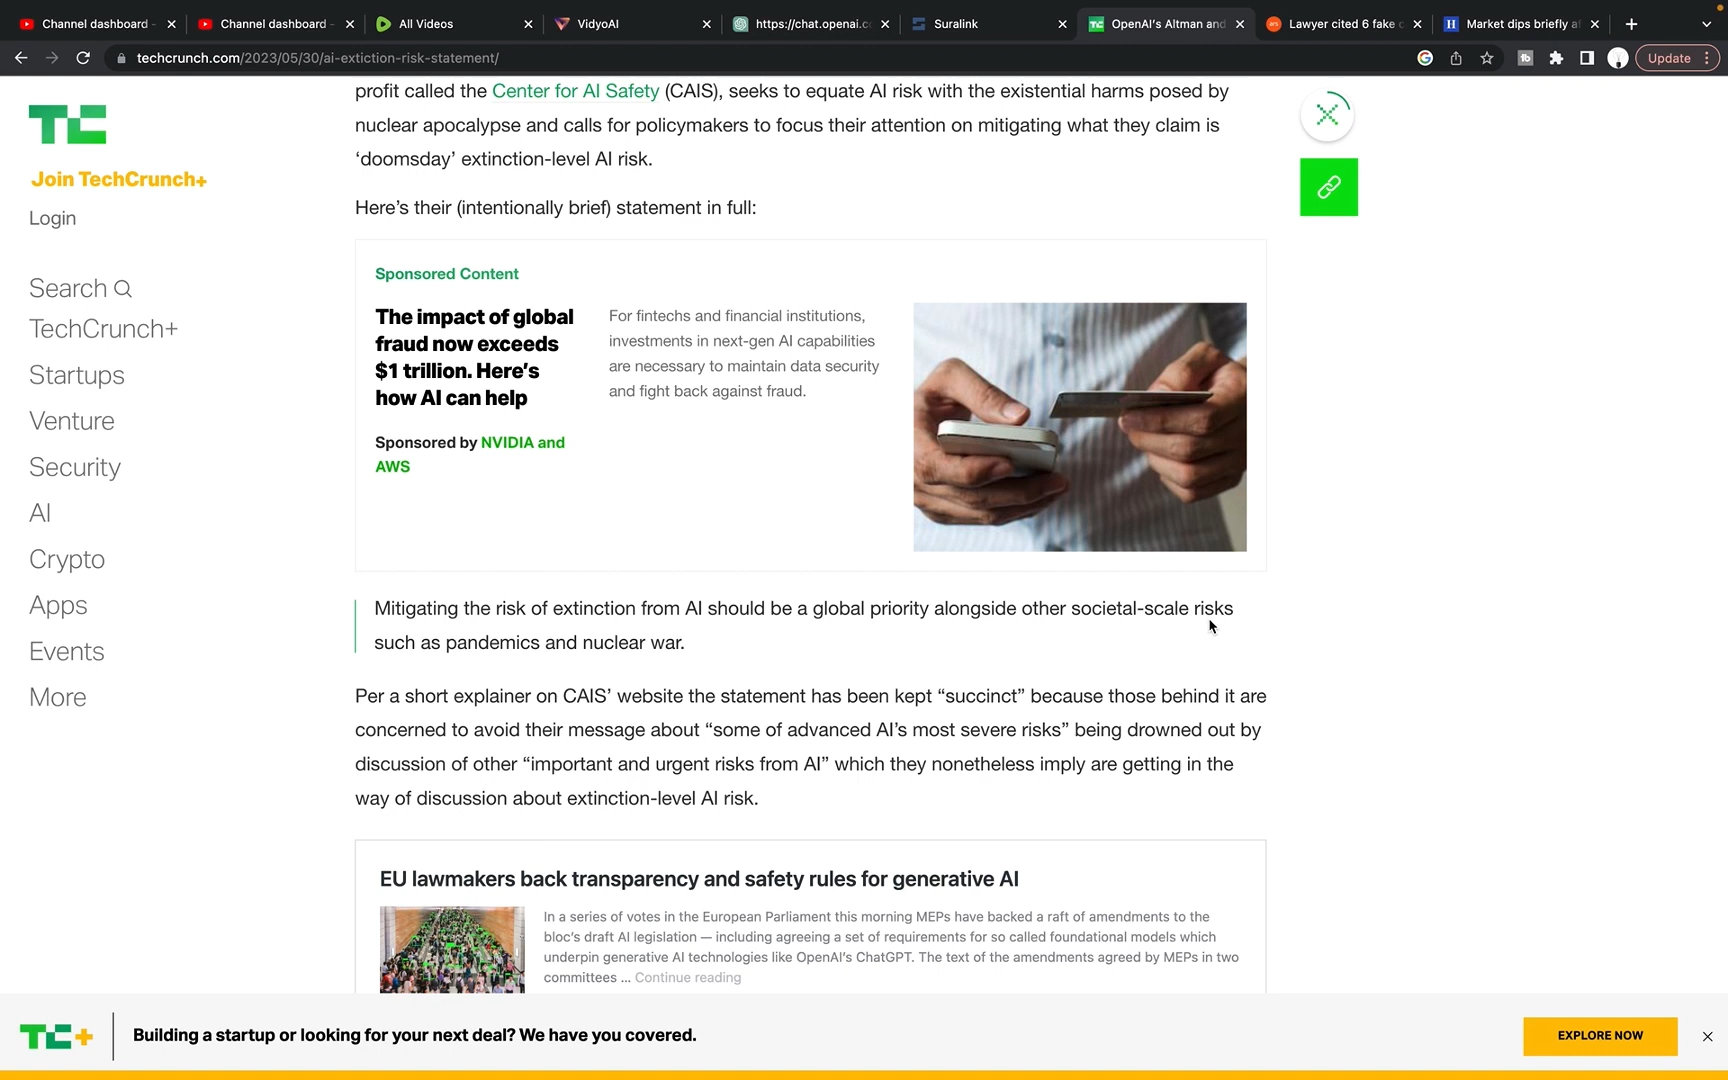 Channel dashboard -
Channel dashboard -
All Videos
VidyoAI
https://chat.openai.c
Suralink
OpenAI's Altman and
Lawyer cited 6 fake c
Market dips briefly a
techcrunch.com/2023/05/30/ai-extiction-risk-statement/
Update
TC
Join TechCrunch+
Login
Search
TechCrunch+
Startups
Venture
Security
AI
Crypto
Apps
Events
More
profit called the Center for AI Safety (CAIS), seeks to equate AI risk with the existential harms posed by
nuclear apocalypse and calls for policymakers to focus their attention on mitigating what they claim is
‘doomsday’ extinction-level AI risk.
Here’s their (intentionally brief) statement in full:
Sponsored Content
The impact of global
fraud now exceeds
$1 trillion. Here’s
how AI can help
Sponsored by NVIDIA and
AWS
For fintechs and financial institutions,
investments in next-gen AI capabilities
are necessary to maintain data security
and fight back against fraud.
Mitigating the risk of extinction from AI should be a global priority alongside other societal-scale risks
such as pandemics and nuclear war.
Per a short explainer on CAIS’ website the statement has been kept “succinct” because those behind it are
concerned to avoid their message about “some of advanced AI’s most severe risks” being drowned out by
discussion of other “important and urgent risks from AI” which they nonetheless imply are getting in the
way of discussion about extinction-level AI risk.
EU lawmakers back transparency and safety rules for generative AI
In a series of votes in the European Parliament this morning MEPs have backed a raft of amendments to the
bloc’s draft AI legislation — including agreeing a set of requirements for so called foundational models which
underpin generative AI technologies like OpenAI’s ChatGPT. The text of the amendments agreed by MEPs in two
committees ... Continue reading
TC+
Building a startup or looking for your next deal? We have you covered.
EXPLORE NOW